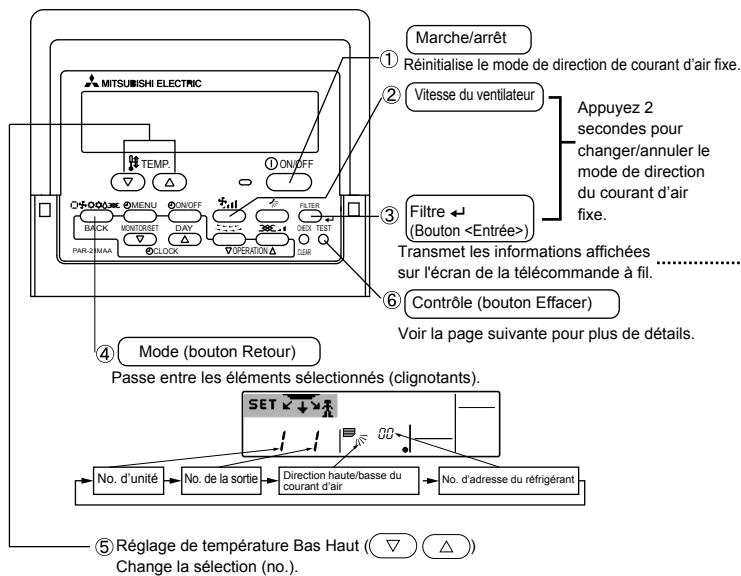 Marche/arrêt
① Réinitialise le mode de direction de courant d'air fixe.
MITSUBISHI ELECTRIC
② Vitesse du ventilateur
Appuyez 2
secondes pour
changer/annuler le
mode de direction
du courant d'air
fixe.
TEMP.
ON/OFF
▽ △
MENU
ON/OFF
FILTER
BACK
MONITOR/SET
DAY
CHECK TEST
▽ △
PAR-21MAA
CLOCK
▽OPERATION△
CLEAR
③ Filtre ↵
(Bouton <Entrée>)
Transmet les informations affichées
sur l'écran de la télécommande à fil.
⑥ Contrôle (bouton Effacer)
Voir la page suivante pour plus de détails.
④ Mode (bouton Retour)
Passe entre les éléments sélectionnés (clignotants).
SET
1 1 00
No. d'unité
No. de la sortie
Direction haute/basse du
courant d'air
No. d'adresse du réfrigérant
⑤ Réglage de température Bas Haut (▽ △)
Change la sélection (no.).